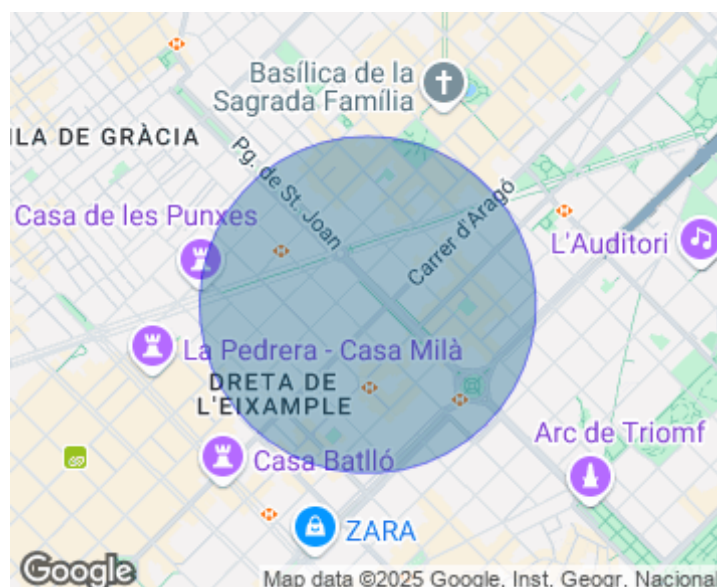 Basílica de la
Sagrada Família
ILA DE GRÀCIA
Pg. de St. Joan
Casa de les Punxes
Carrer d'Aragó
L'Auditori
La Pedrera - Casa Milà
DRETA DE
L'EIXAMPLE
Arc de Triomf
Casa Batlló
ZARA
Google
Map data ©2025 Google, Inst. Geogr. Nacional